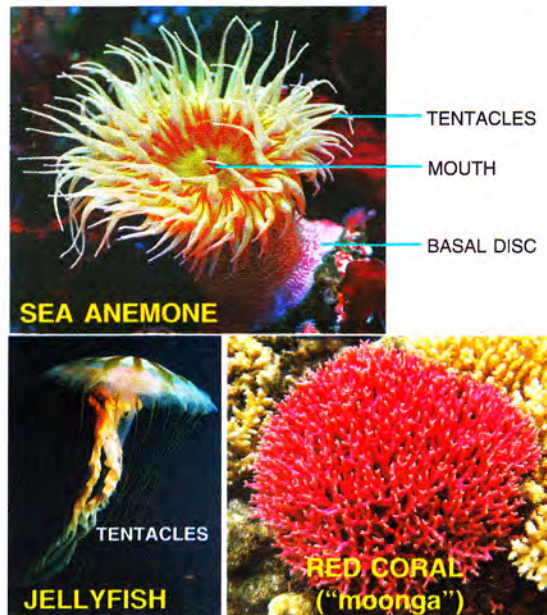 TENTACLES
MOUTH
BASAL DISC
SEA ANEMONE
TENTACLES
JELLYFISH
RED CORAL
("moonga")